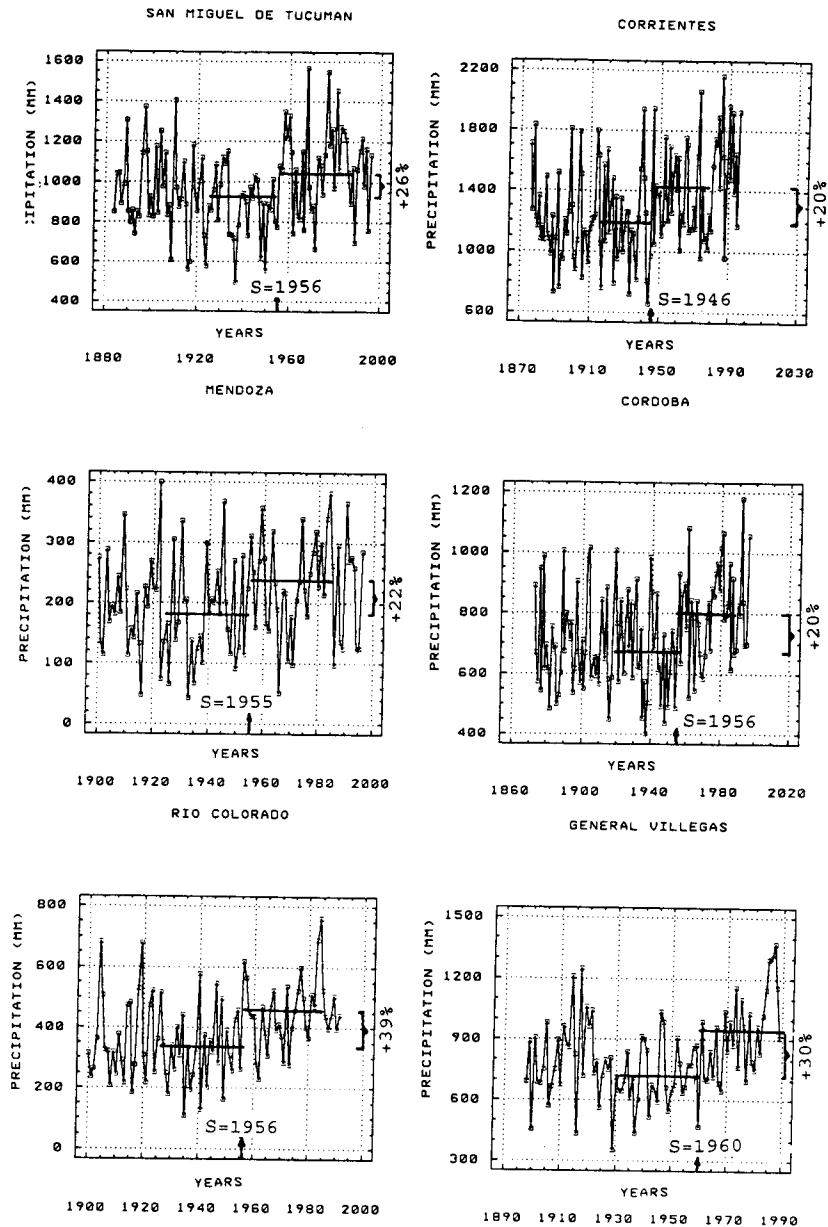 SAN MIGUEL DE TUCUMAN
1600
1400
1200
1000
800
600
400
:IPITATION (MM)
S=1956
+26%
YEARS
1880 1920 1960 2000
CORRIENTES
2200
1800
1400
1000
600
PRECIPITATION (MM)
S=1946
+20%
YEARS
1870 1910 1950 1990 2030
MENDOZA
400
300
200
100
0
PRECIPITATION (MM)
S=1955
+22%
YEARS
1900 1920 1940 1960 1980 2000
CORDOBA
1200
1000
800
600
400
PRECIPITATION (MM)
S=1956
+20%
YEARS
1860 1900 1940 1980 2020
RIO COLORADO
800
600
400
200
0
PRECIPITATION (MM)
S=1956
+39%
YEARS
1900 1920 1940 1960 1980 2000
GENERAL VILLEGAS
1500
1200
900
600
300
PRECIPITATION (MM)
S=1960
+30%
YEARS
1890 1910 1930 1950 1970 1990